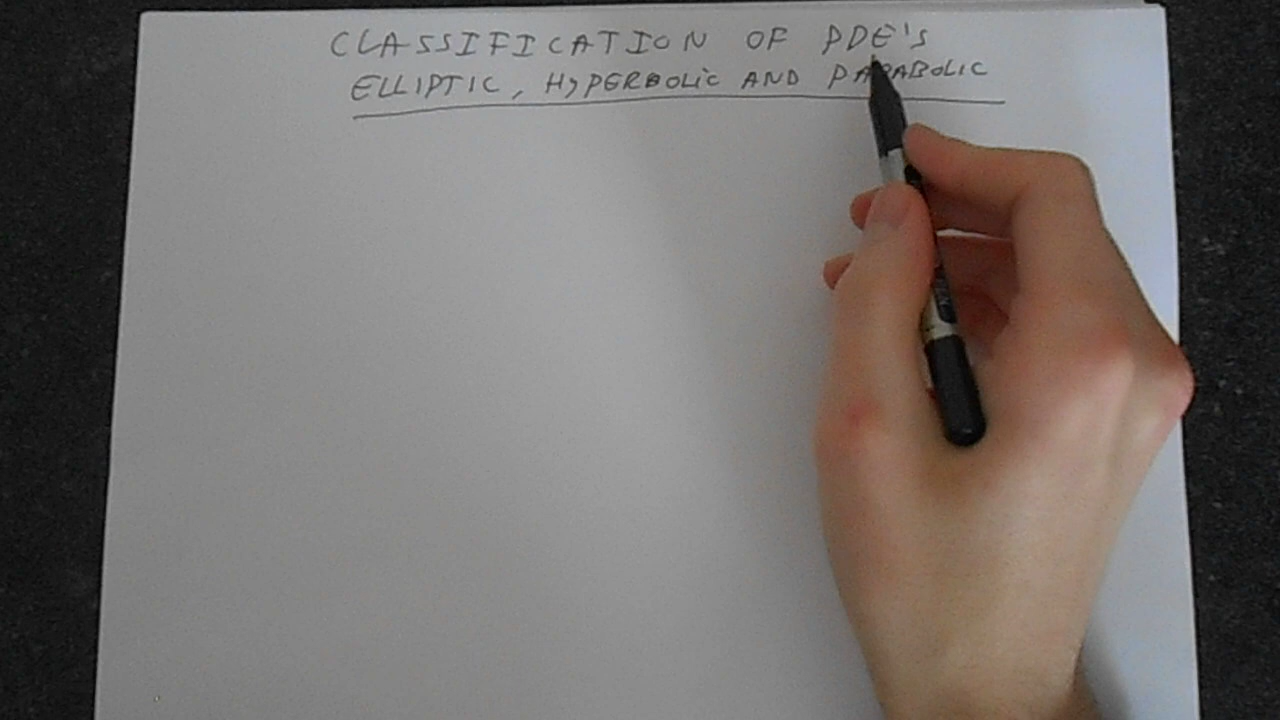 CLASSIFICATION OF PDE's
ELLIPTIC, HYPERBOLIC AND PARABOLIC